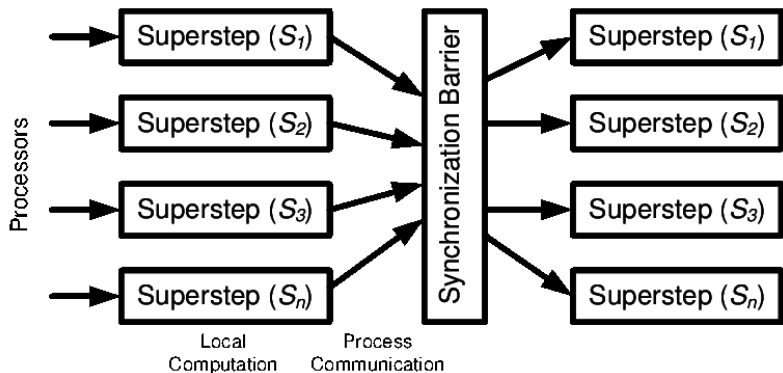 Processors
Superstep (S1)
Superstep (S2)
Superstep (S3)
Superstep (Sn)
Local
Computation
Process
Communication
Synchronization Barrier
Superstep (S1)
Superstep (S2)
Superstep (S3)
Superstep (Sn)